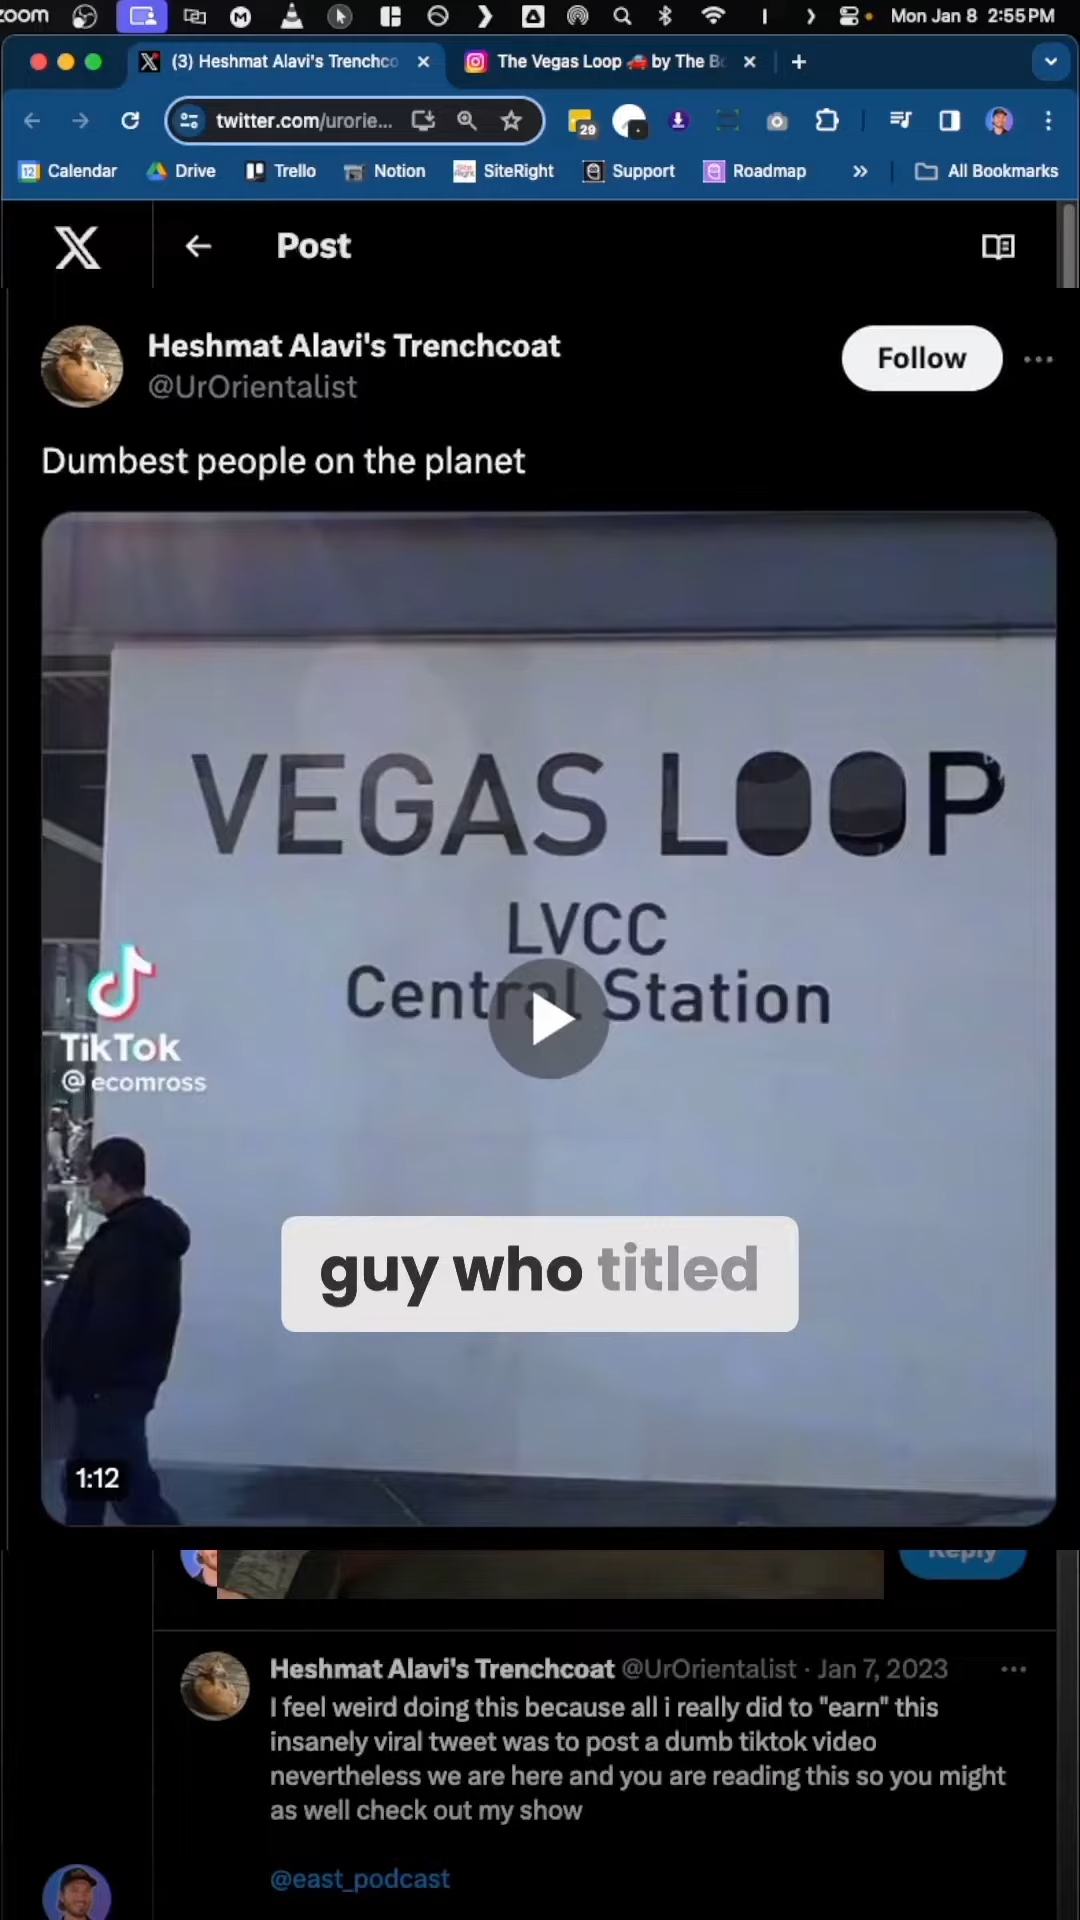 zoom Mon Jan 8 2:55 PM
(3) Heshmat Alavi's Trenchco
The Vegas Loop 🚗 by The Bo
twitter.com/urorie...
29
12 Calendar Drive Trello Notion SiteRight Support Roadmap » All Bookmarks
Post
Heshmat Alavi's Trenchcoat
@UrOrientalist
Follow
Dumbest people on the planet
VEGAS LOOP
LVCC
Central Station
TikTok
@ecomross
guy who titled
1:12
Reply
Heshmat Alavi's Trenchcoat @UrOrientalist · Jan 7, 2023
I feel weird doing this because all i really did to "earn" this
insanely viral tweet was to post a dumb tiktok video
nevertheless we are here and you are reading this so you might
as well check out my show
@east_podcast